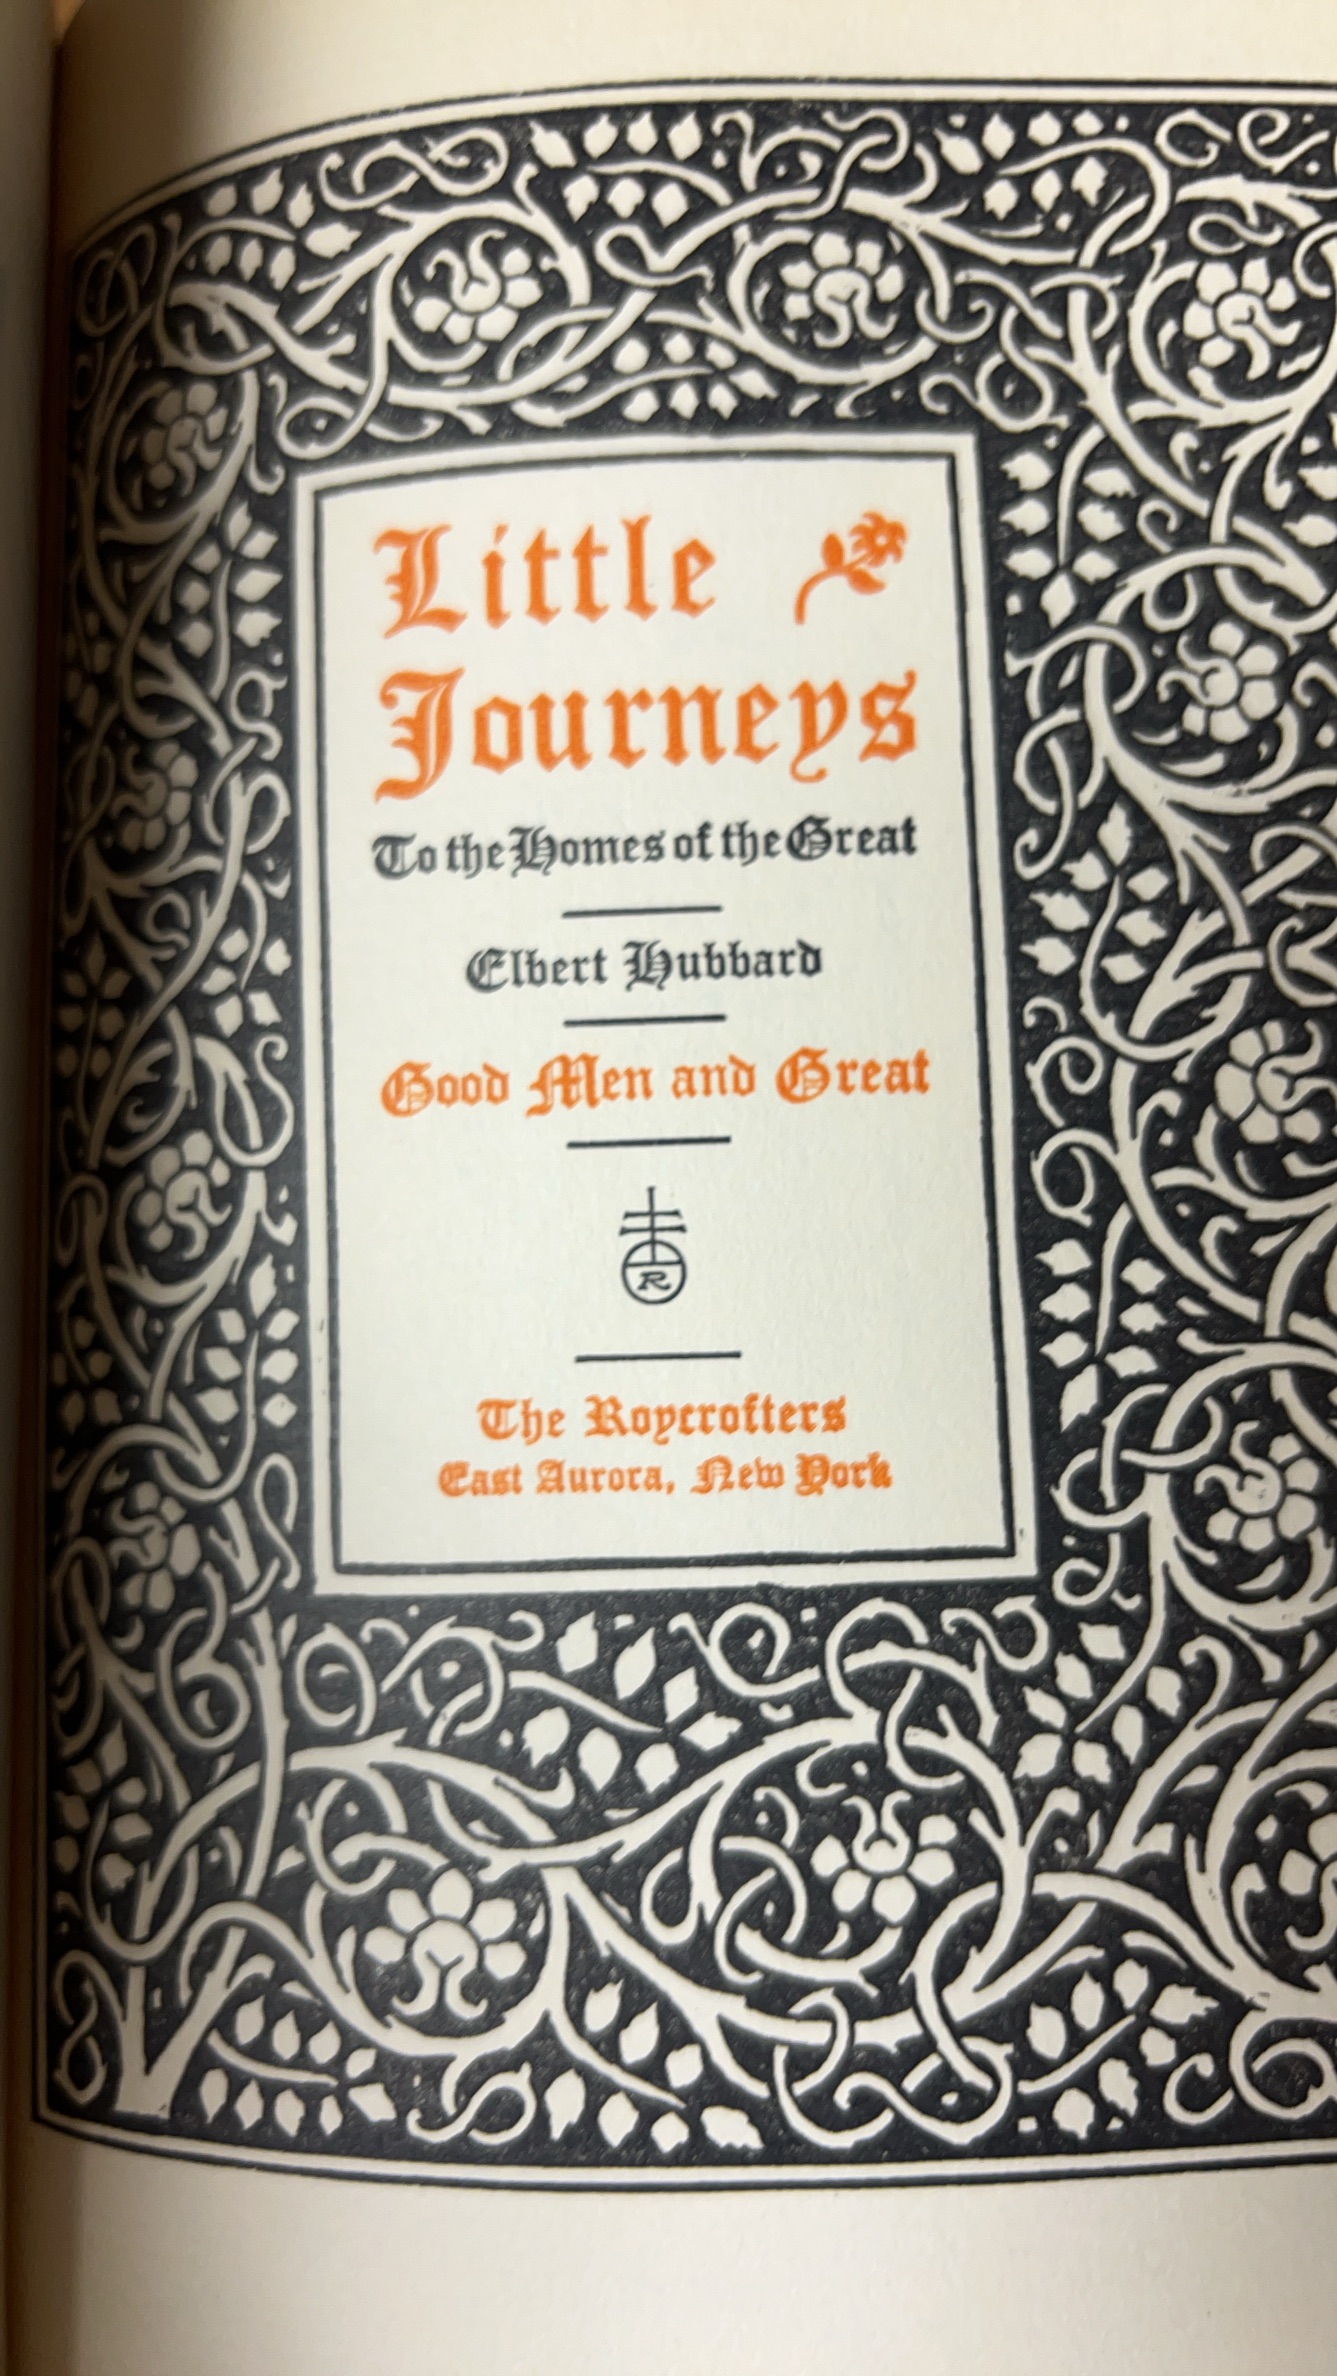 Little
Journeys
To the Homes of the Great
Elbert Hubbard
Good Men and Great
R
The Roycrofters
East Aurora, New York